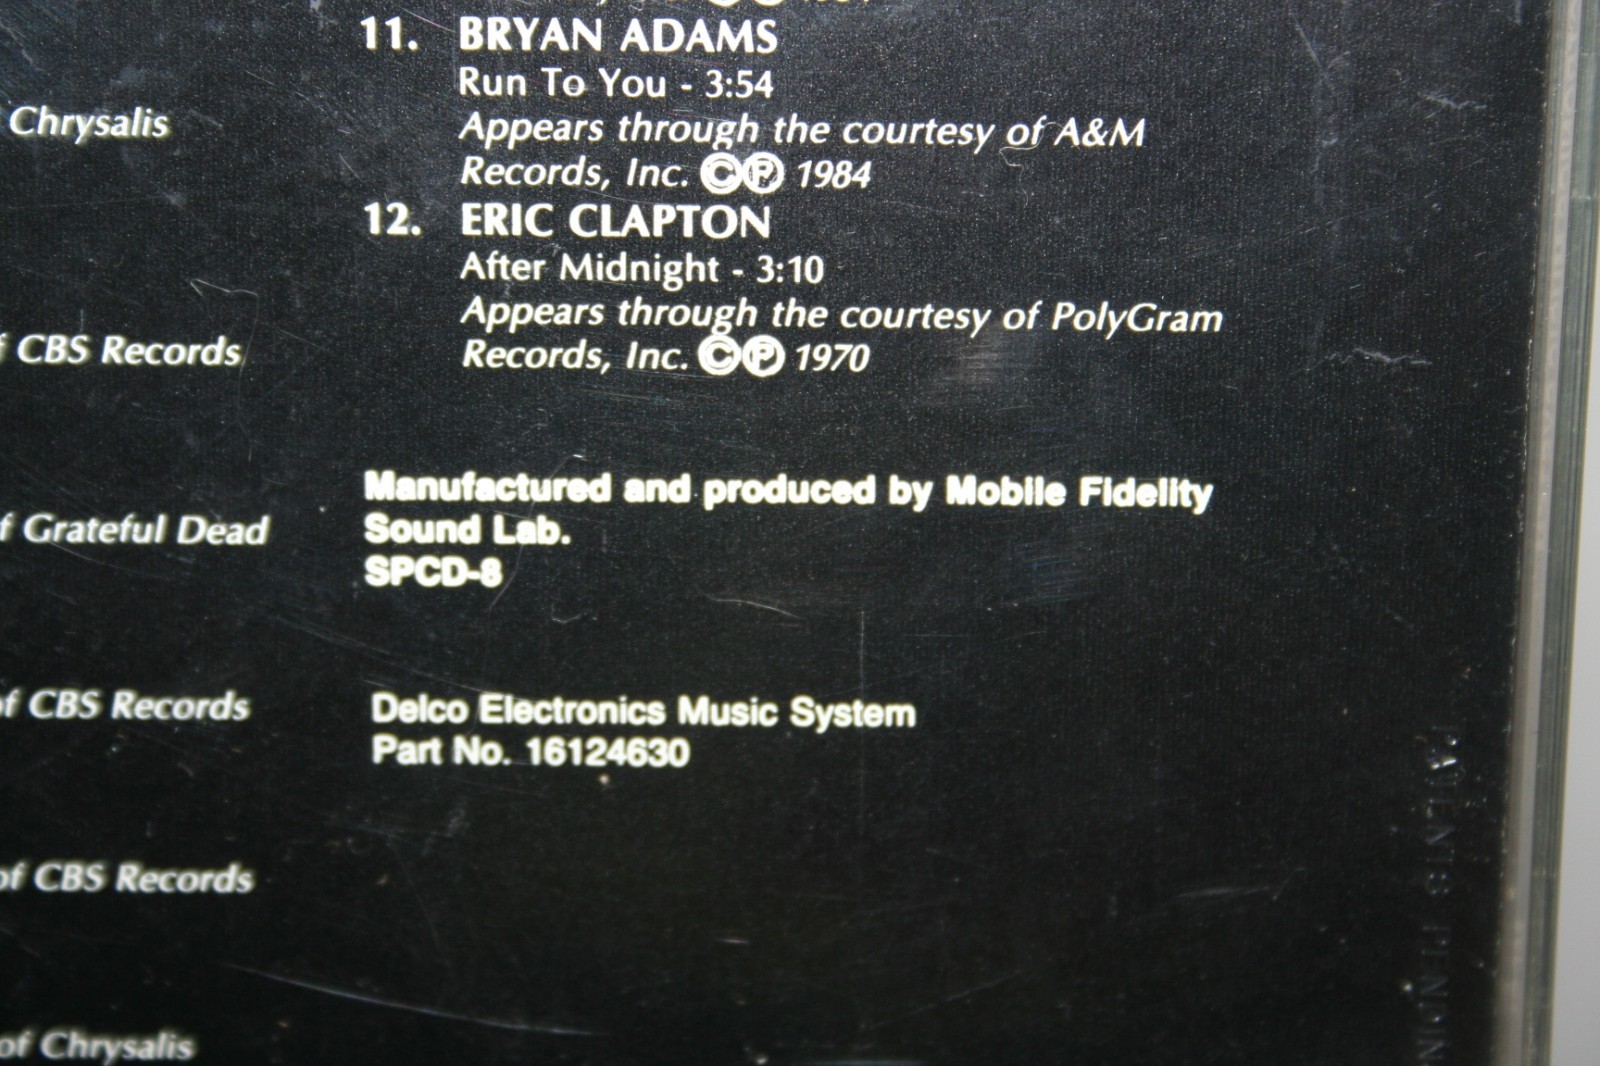 Chrysalis
CBS Records
Grateful Dead
of CBS Records
of CBS Records
of Chrysalis
11. BRYAN ADAMS
Run To You - 3:54
Appears through the courtesy of A&M
Records, Inc. ©℗ 1984
12. ERIC CLAPTON
After Midnight - 3:10
Appears through the courtesy of PolyGram
Records, Inc. ©℗ 1970
Manufactured and produced by Mobile Fidelity
Sound Lab.
SPCD-8
Delco Electronics Music System
Part No. 16124630
PATENTS